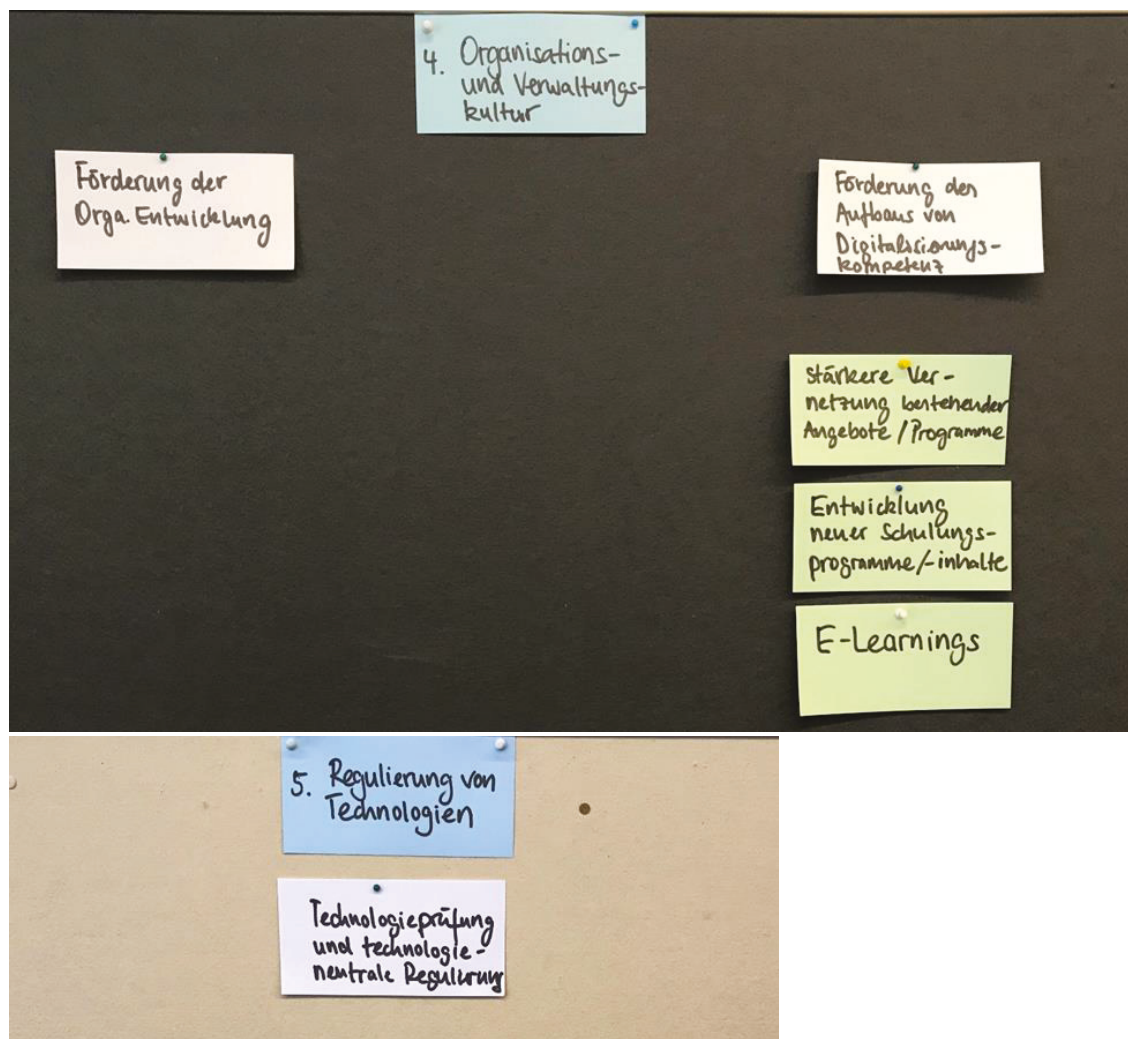 4. Organisations-
und Verwaltungs-
kultur
Förderung der
Orga. Entwicklung
Förderung des
Aufbaus von
Digitalisierungs-
kompetenz
Stärkere Ver-
netzung bestehender
Angebote / Programme
Entwicklung
neuer Schulungs-
programme/-inhalte
E-Learnings
5. Regulierung von
Technologien
Technologieprüfung
und technologie-
neutrale Regulierung